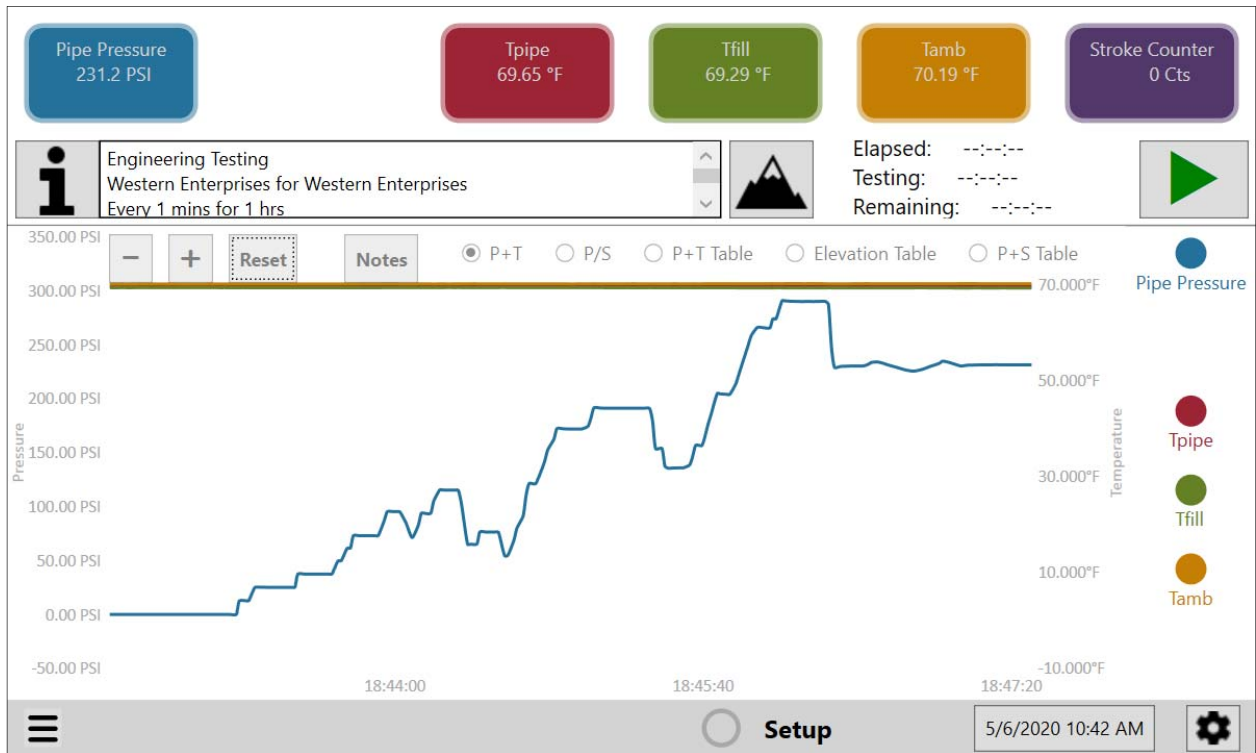 Pipe Pressure
231.2 PSI
Tpipe
69.65 °F
Tfill
69.29 °F
Tamb
70.19 °F
Stroke Counter
0 Cts
Engineering Testing
Western Enterprises for Western Enterprises
Every 1 mins for 1 hrs
Elapsed: --:--:--
Testing: --:--:--
Remaining: --:--:--
− + Reset Notes P+T P/S P+T Table Elevation Table P+S Table
350.00 PSI
300.00 PSI
250.00 PSI
200.00 PSI
150.00 PSI
100.00 PSI
50.00 PSI
0.00 PSI
-50.00 PSI
Pressure
70.000°F
50.000°F
30.000°F
10.000°F
-10.000°F
Temperature
18:44:00 18:45:40 18:47:20
Pipe Pressure
Tpipe
Tfill
Tamb
Setup
5/6/2020 10:42 AM